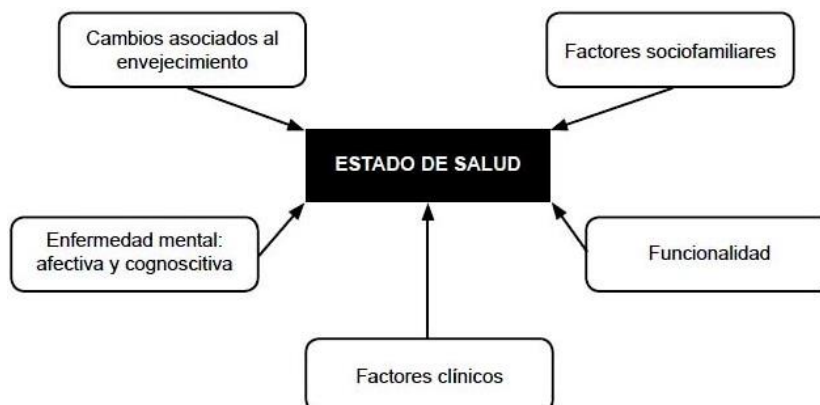 Cambios asociados al
envejecimiento
Factores sociofamiliares
ESTADO DE SALUD
Enfermedad mental:
afectiva y cognoscitiva
Funcionalidad
Factores clínicos